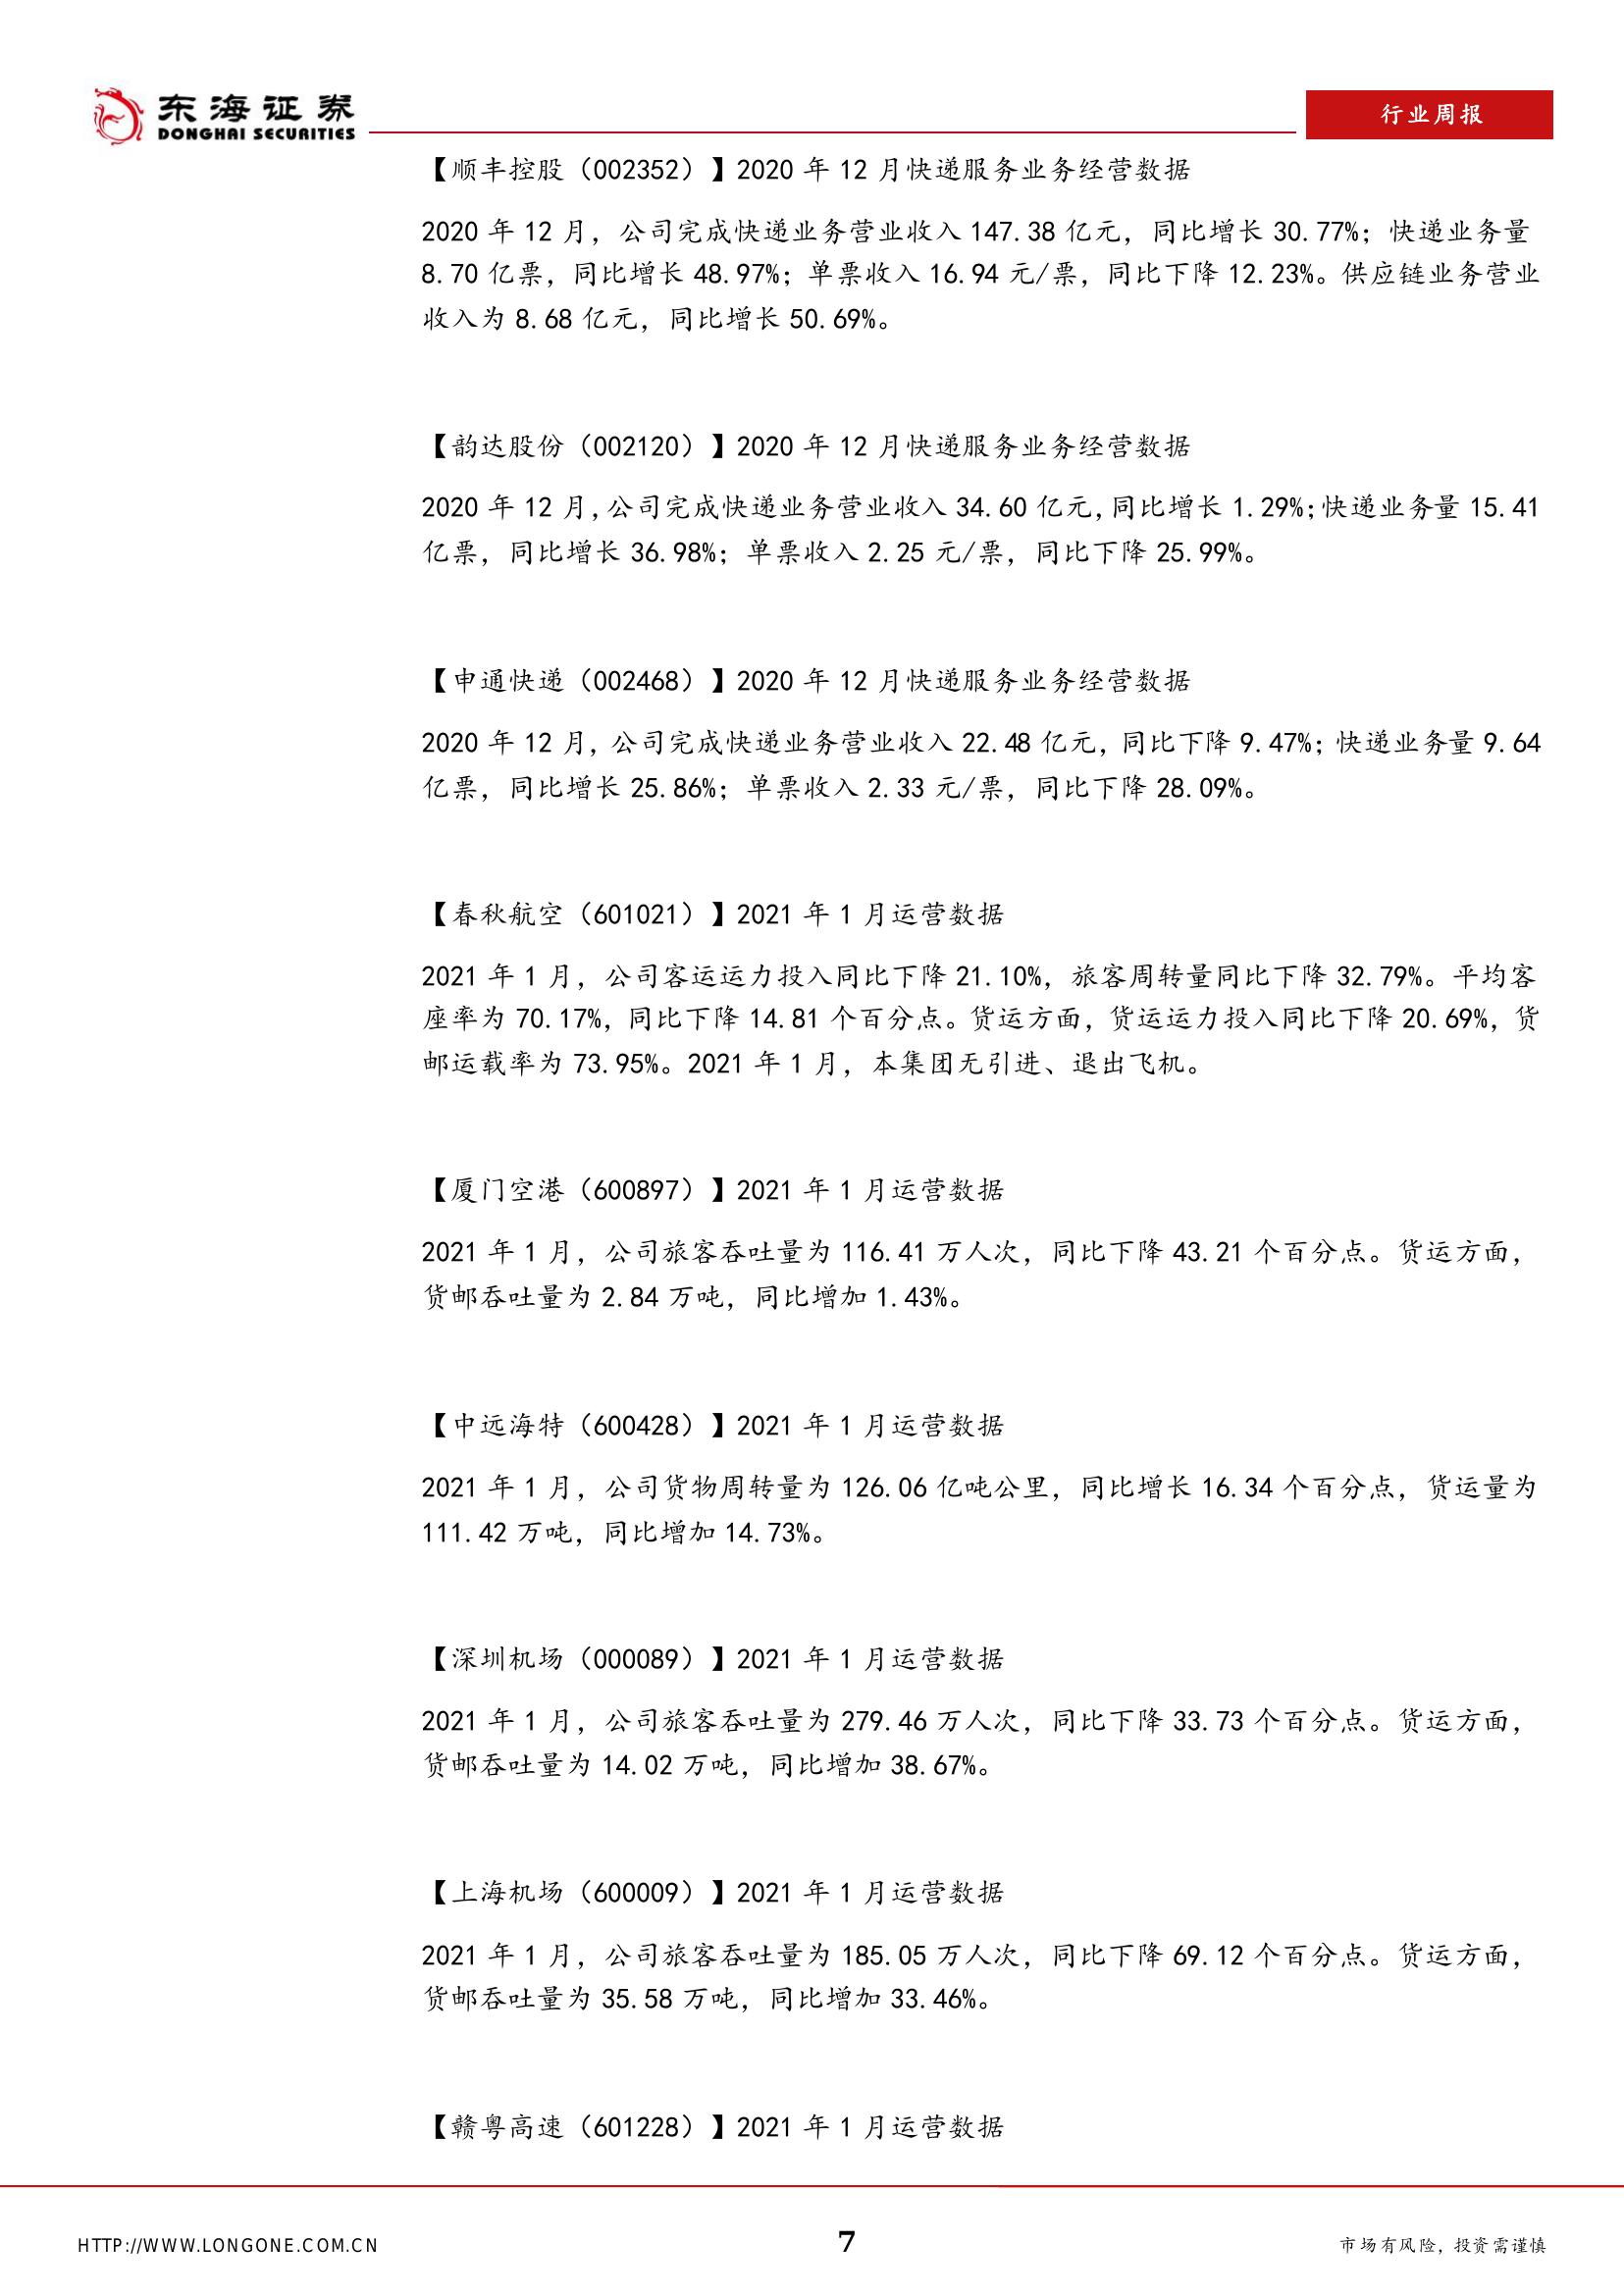 东海证券
DONGHAI SECURITIES
行业周报
【顺丰控股（002352）】2020 年 12 月快递服务业务经营数据
2020 年 12 月，公司完成快递业务营业收入 147.38 亿元，同比增长 30.77%；快递业务量
8.70 亿票，同比增长 48.97%；单票收入 16.94 元/票，同比下降 12.23%。供应链业务营业
收入为 8.68 亿元，同比增长 50.69%。
【韵达股份（002120）】2020 年 12 月快递服务业务经营数据
2020 年 12 月，公司完成快递业务营业收入 34.60 亿元，同比增长 1.29%；快递业务量 15.41
亿票，同比增长 36.98%；单票收入 2.25 元/票，同比下降 25.99%。
【申通快递（002468）】2020 年 12 月快递服务业务经营数据
2020 年 12 月，公司完成快递业务营业收入 22.48 亿元，同比下降 9.47%；快递业务量 9.64
亿票，同比增长 25.86%；单票收入 2.33 元/票，同比下降 28.09%。
【春秋航空（601021）】2021 年 1 月运营数据
2021 年 1 月，公司客运运力投入同比下降 21.10%，旅客周转量同比下降 32.79%。平均客
座率为 70.17%，同比下降 14.81 个百分点。货运方面，货运运力投入同比下降 20.69%，货
邮运载率为 73.95%。2021 年 1 月，本集团无引进、退出飞机。
【厦门空港（600897）】2021 年 1 月运营数据
2021 年 1 月，公司旅客吞吐量为 116.41 万人次，同比下降 43.21 个百分点。货运方面，
货邮吞吐量为 2.84 万吨，同比增加 1.43%。
【中远海特（600428）】2021 年 1 月运营数据
2021 年 1 月，公司货物周转量为 126.06 亿吨公里，同比增长 16.34 个百分点，货运量为
111.42 万吨，同比增加 14.73%。
【深圳机场（000089）】2021 年 1 月运营数据
2021 年 1 月，公司旅客吞吐量为 279.46 万人次，同比下降 33.73 个百分点。货运方面，
货邮吞吐量为 14.02 万吨，同比增加 38.67%。
【上海机场（600009）】2021 年 1 月运营数据
2021 年 1 月，公司旅客吞吐量为 185.05 万人次，同比下降 69.12 个百分点。货运方面，
货邮吞吐量为 35.58 万吨，同比增加 33.46%。
【赣粤高速（601228）】2021 年 1 月运营数据
HTTP://WWW.LONGONE.COM.CN
7
市场有风险，投资需谨慎